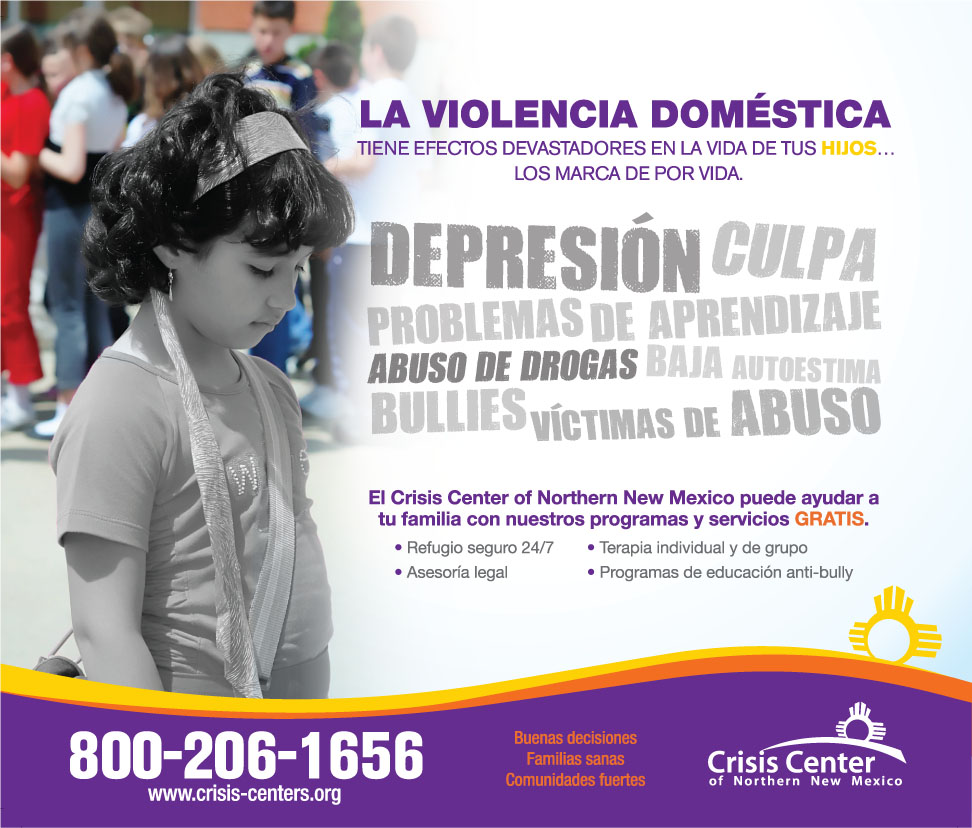 LA VIOLENCIA DOMÉSTICA
TIENE EFECTOS DEVASTADORES EN LA VIDA DE TUS HIJOS...
LOS MARCA DE POR VIDA.
DEPRESIÓN CULPA
PROBLEMAS DE APRENDIZAJE
ABUSO DE DROGAS BAJA AUTOESTIMA
BULLIES VÍCTIMAS DE ABUSO
El Crisis Center of Northern New Mexico puede ayudar a
tu familia con nuestros programas y servicios GRATIS.
• Refugio seguro 24/7
• Asesoría legal
• Terapia individual y de grupo
• Programas de educación anti-bully
800-206-1656
www.crisis-centers.org
Buenas decisiones
Familias sanas
Comunidades fuertes
Crisis Center
of Northern New Mexico